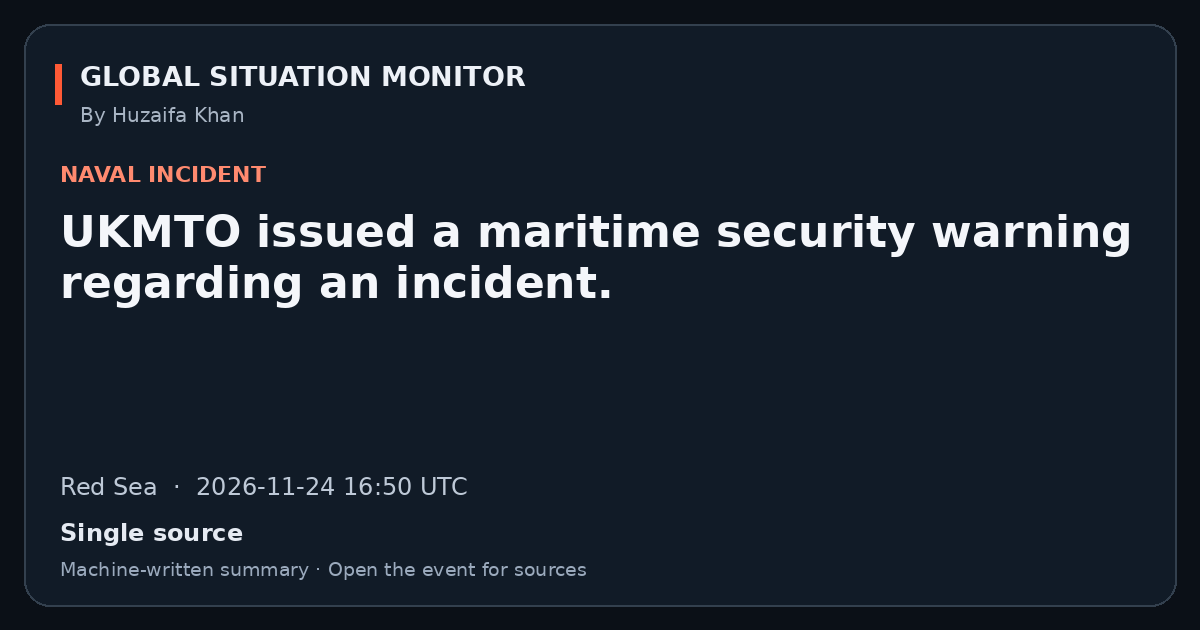 GLOBAL SITUATION MONITOR
By Huzaifa Khan
NAVAL INCIDENT
UKMTO issued a maritime security warning
regarding an incident.
Red Sea · 2026-11-24 16:50 UTC
Single source
Machine-written summary · Open the event for sources